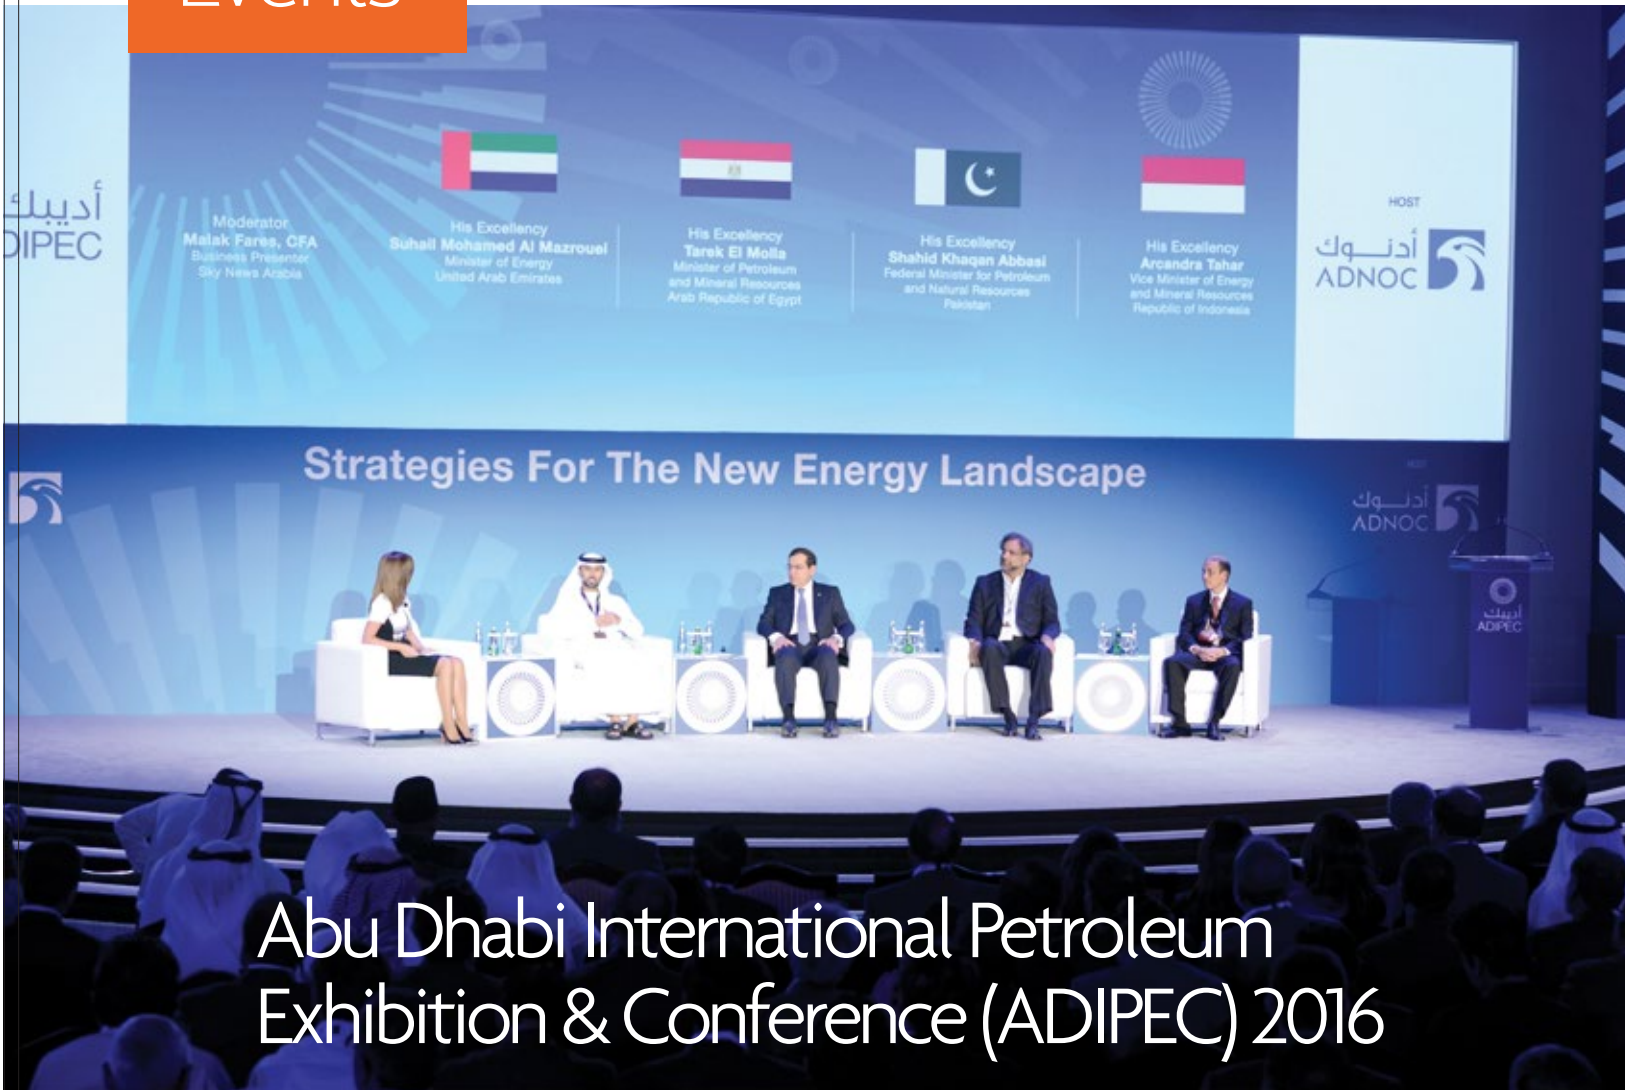 Events
أديبك
DIPEC
Moderator
Malak Fares, CFA
Business Presenter
Sky News Arabia
His Excellency
Suhail Mohamed Al Mazrouei
Minister of Energy
United Arab Emirates
His Excellency
Tarek El Molla
Minister of Petroleum
and Mineral Resources
Arab Republic of Egypt
His Excellency
Shahid Khaqan Abbasi
Federal Minister for Petroleum
and Natural Resources
Pakistan
His Excellency
Arcandra Tahar
Vice Minister of Energy
and Mineral Resources
Republic of Indonesia
HOST
أدنوك
ADNOC
Strategies For The New Energy Landscape
HOST
أدنوك
ADNOC
أديبك
ADIPEC
Abu Dhabi International Petroleum
Exhibition & Conference (ADIPEC) 2016